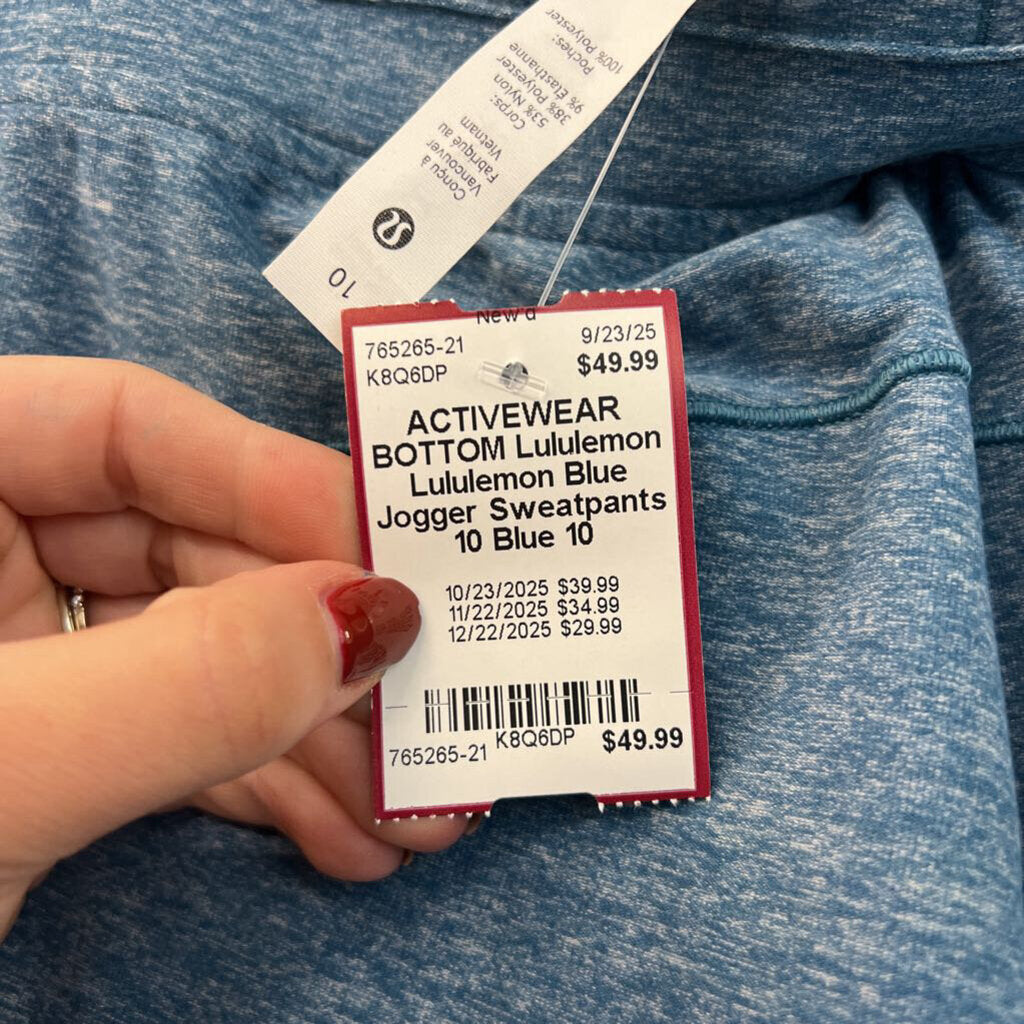 100% Polyester
Poches:
9% Élasthanne
38% Polyester
53% Nylon
Corps:
Vietnam
Fabriqué au
Vancouver
Conçu à
10
765265-21
9/23/25
K8Q6DP
$49.99
ACTIVEWEAR
BOTTOM Lululemon
Lululemon Blue
Jogger Sweatpants
10 Blue 10
10/23/2025 $39.99
11/22/2025 $34.99
12/22/2025 $29.99
765265-21 K8Q6DP $49.99